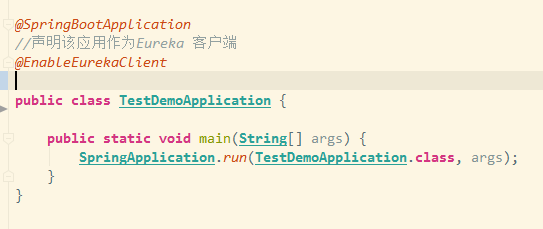 @SpringBootApplication
//声明该应用作为Eureka 客户端
@EnableEurekaClient
public class TestDemoApplication {
public static void main(String[] args) {
SpringApplication.run(TestDemoApplication.class, args);
}
}